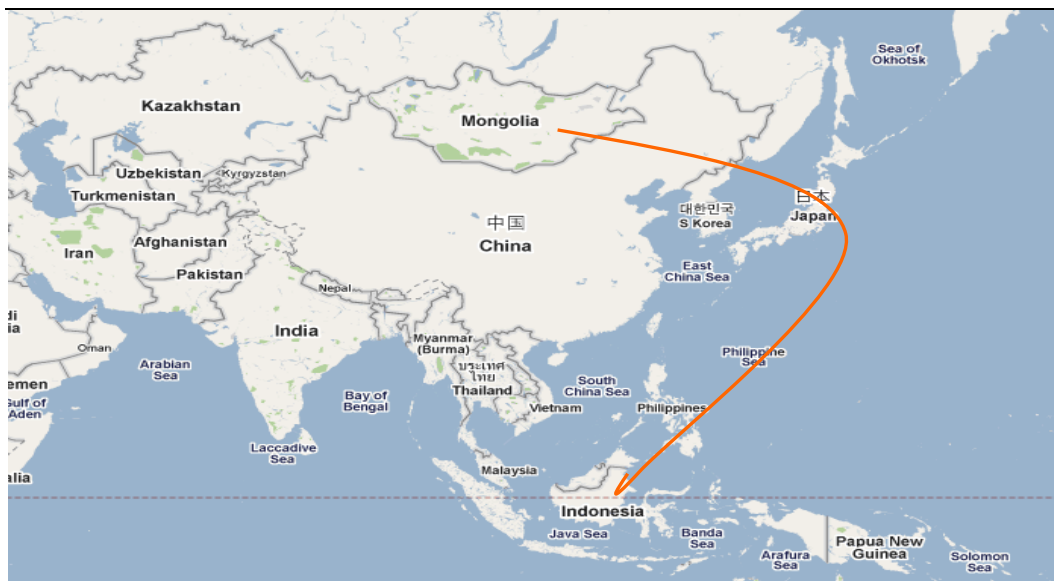 Sea of
Okhotsk
Kazakhstan
Mongolia
Uzbekistan
Kyrgyzstan
Turkmenistan
日本
Japan
대한민국
S Korea
中国
China
Afghanistan
Iran
Pakistan
East
China Sea
Nepal
di
ia
India
Myanmar
(Burma)
Oman
Arabian
Sea
Philippine
Sea
ประเทศ
ไทย
Thailand
emen
Gulf of
Aden
Bay of
Bengal
South
China Sea
Vietnam
Philippines
Laccadive
Sea
Malaysia
alia
Indonesia
Java Sea
Banda
Sea
Papua New
Guinea
Arafura
Sea
Solomon
Sea